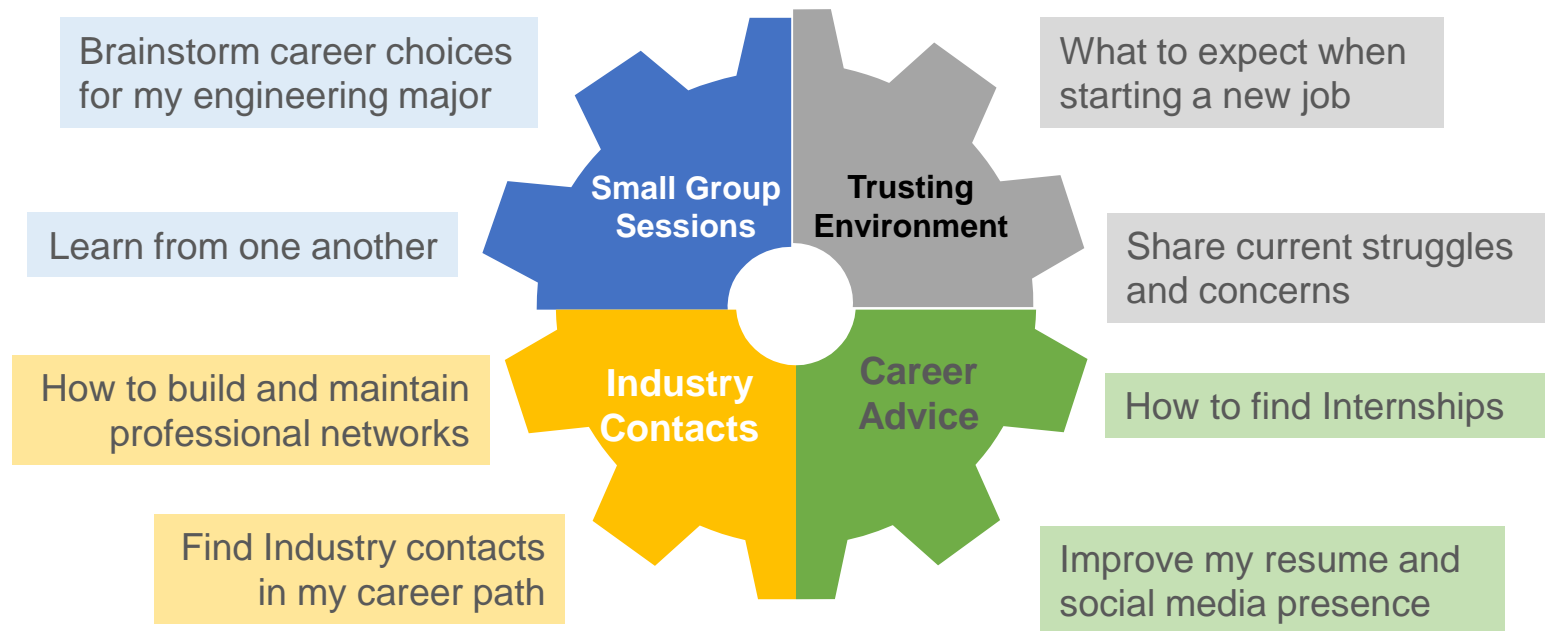 Brainstorm career choices
for my engineering major
What to expect when
starting a new job
Small Group
Sessions
Trusting
Environment
Learn from one another
Share current struggles
and concerns
How to build and maintain
professional networks
Industry
Contacts
Career
Advice
How to find Internships
Find Industry contacts
in my career path
Improve my resume and
social media presence